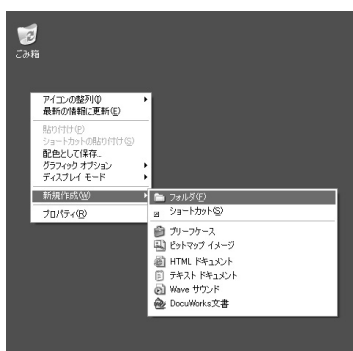 ごみ箱
アイコンの整列(I)
最新の情報に更新(E)
貼り付け(P)
ショートカットの貼り付け(S)
配色として保存...
グラフィック オプション
ディスプレイ モード
新規作成(W)
プロパティ(R)
フォルダ(F)
ショートカット(S)
ブリーフケース
ビットマップ イメージ
HTML ドキュメント
テキスト ドキュメント
Wave サウンド
DocuWorks文書